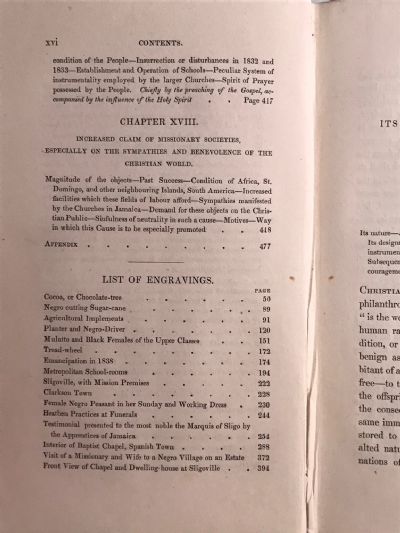 xvi CONTENTS.
condition of the People—Insurrection or disturbances in 1832 and
1833—Establishment and Operation of Schools—Peculiar System of
instrumentality employed by the larger Churches—Spirit of Prayer
possessed by the People. Chiefly by the preaching of the Gospel, ac-
companied by the influence of the Holy Spirit . . Page 417
CHAPTER XVIII.
INCREASED CLAIM OF MISSIONARY SOCIETIES,
ESPECIALLY ON THE SYMPATHIES AND BENEVOLENCE OF THE
CHRISTIAN WORLD.
Magnitude of the objects—Past Success—Condition of Africa, St.
Domingo, and other neighbouring Islands, South America—Increased
facilities which these fields of labour afford—Sympathies manifested
by the Churches in Jamaica—Demand for these objects on the Chris-
tian Public—Sinfulness of neutrality in such a cause—Motives—Way
in which this Cause is to be especially promoted . . 448
APPENDIX . . . . . . . . 477
LIST OF ENGRAVINGS.
PAGE
Cocoa, or Chocolate-tree . . . . . 50
Negro cutting Sugar-cane . . . . . 89
Agricultural Implements . . . . . 91
Planter and Negro-Driver . . . . . 120
Mulatto and Black Females of the Upper Classes . . 151
Tread-wheel . . . . . . 172
Emancipation in 1838 . . . . . 174
Metropolitan School-rooms . . . . . 194
Sligoville, with Mission Premises . . . . 222
Clarkson Town . . . . . . 228
Female Negro Peasant in her Sunday and Working Dress . 230
Heathen Practices at Funerals . . . . 244
Testimonial presented to the most noble the Marquis of Sligo by
the Apprentices of Jamaica . . . . 254
Interior of Baptist Chapel, Spanish Town . . . 288
Visit of a Missionary and Wife to a Negro Village on an Estate 372
Front View of Chapel and Dwelling-house at Sligoville . . 394
ITS
Its nature—
Its design
instrumen
Subseque
courageme
CHRISTIA
philanthro
"is the wo
human ra
dition, or
benign as
bitant of a
free—to t
the offspri
the conse
same imm
stored to
alted natu
nations of